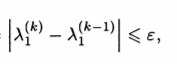 = |λ₁⁽ᵏ⁾ − λ₁⁽ᵏ⁻¹⁾| ⩽ ε,